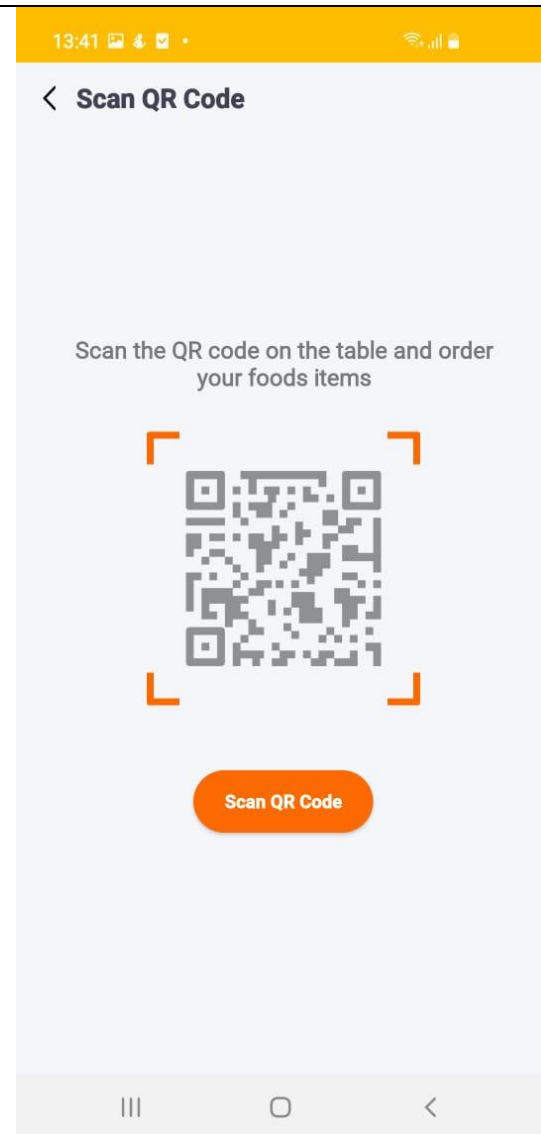 13:41
Scan QR Code
Scan the QR code on the table and order
your foods items
Scan QR Code